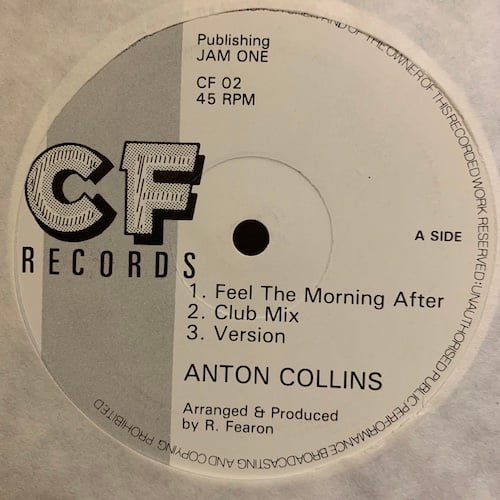 Publishing
JAM ONE
CF 02
45 RPM
CF
RECORDS
A SIDE
1. Feel The Morning After
2. Club Mix
3. Version
ANTON COLLINS
Arranged & Produced
by R. Fearon
AND OF THE OWNER OF THIS RECORDED WORK RESERVED: UNAUTHORISED PUBLIC PERFORMANCE BROADCASTING AND COPYING PROHIBITED